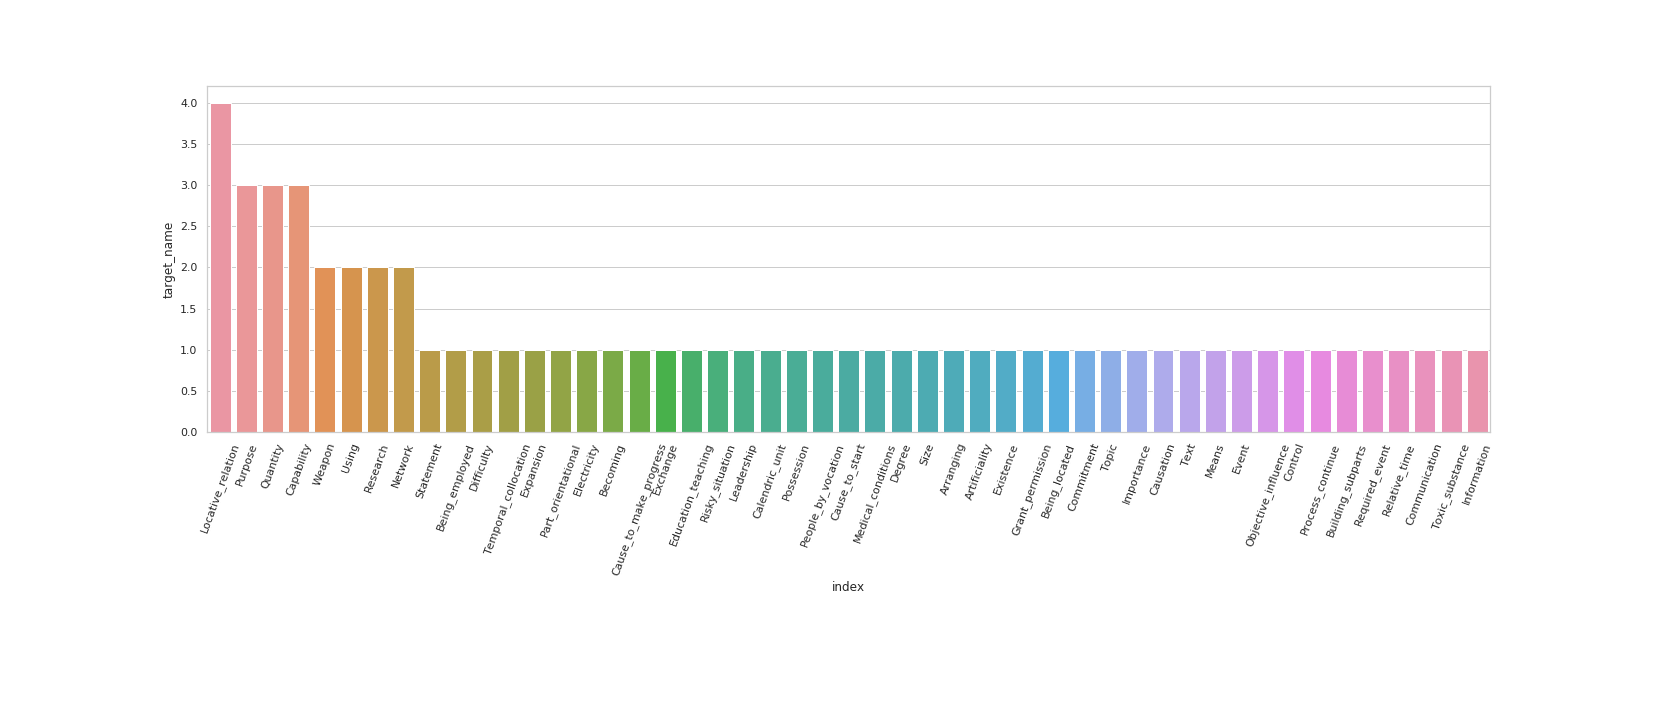 4.0
3.5
3.0
2.5
2.0
1.5
1.0
0.5
0.0
target_name
Locative_relation
Purpose
Quantity
Capability
Weapon
Using
Research
Network
Statement
Being_employed
Difficulty
Temporal_collocation
Expansion
Part_orientational
Electricity
Becoming
Cause_to_make_progress
Exchange
Education_teaching
Risky_situation
Leadership
Calendric_unit
Possession
People_by_vocation
Cause_to_start
Medical_conditions
Degree
Size
Arranging
Artificiality
Existence
Grant_permission
Being_located
Commitment
Topic
Importance
Causation
Text
Means
Event
Objective_influence
Control
Process_continue
Building_subparts
Required_event
Relative_time
Communication
Toxic_substance
Information
index